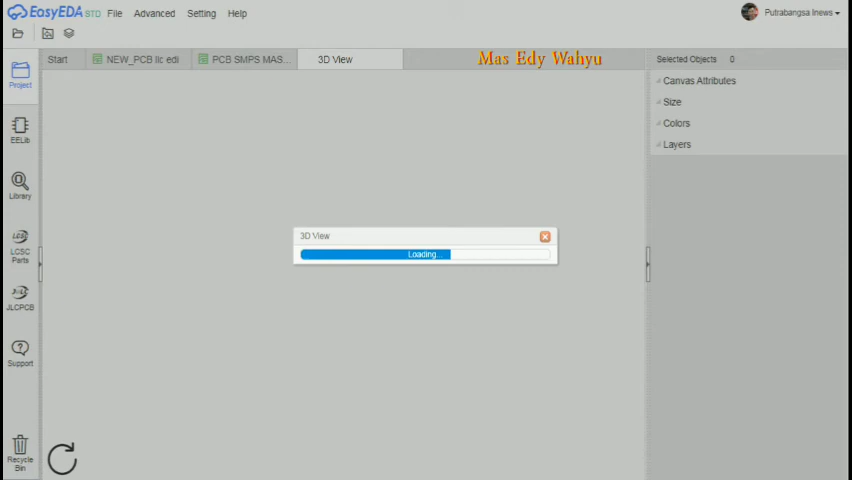 EasyEDA STD File Advanced Setting Help
Putrabangsa Inews
Start NEW_PCB llc edi PCB SMPS MAS... 3D View
Mas Edy Wahyu
Selected Objects 0
Canvas Attributes
Size
Colors
Layers
Project
EELib
Library
LCSC
LCSC
Parts
JLC
JLCPCB
Support
Recycle
Bin
3D View
Loading...